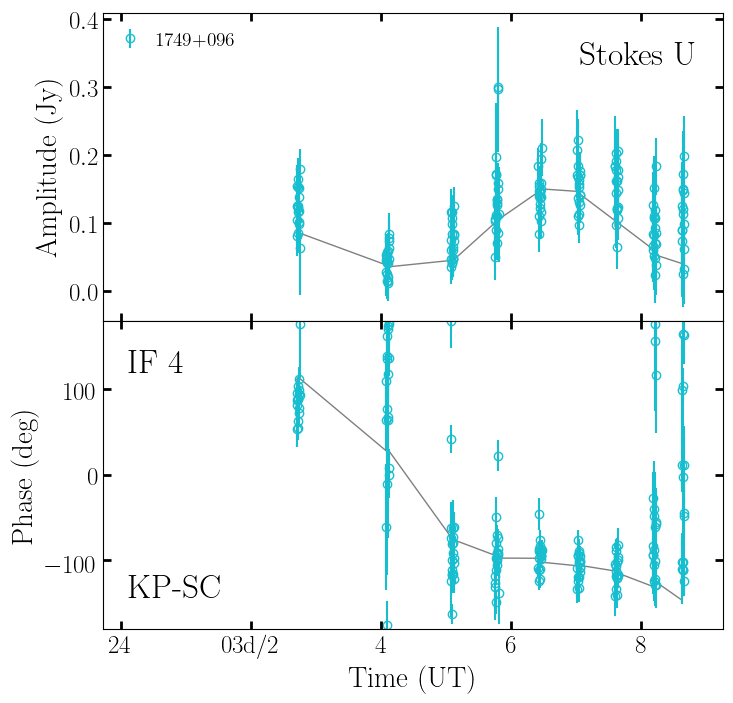 1749+096
Stokes U
0.4
0.3
0.2
0.1
0.0
Amplitude (Jy)
IF 4
100
0
−100
Phase (deg)
KP-SC
24 03d/2 4 6 8
Time (UT)